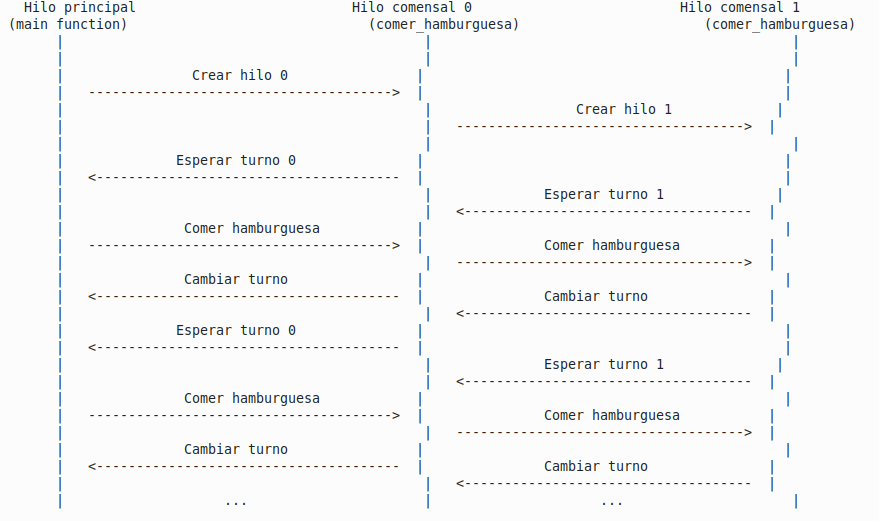 Hilo principal Hilo comensal 0 Hilo comensal 1
(main function) (comer_hamburguesa) (comer_hamburguesa)
Crear hilo 0
Crear hilo 1
Esperar turno 0
Esperar turno 1
Comer hamburguesa
Comer hamburguesa
Cambiar turno
Cambiar turno
Esperar turno 0
Esperar turno 1
Comer hamburguesa
Comer hamburguesa
Cambiar turno
Cambiar turno
... ...